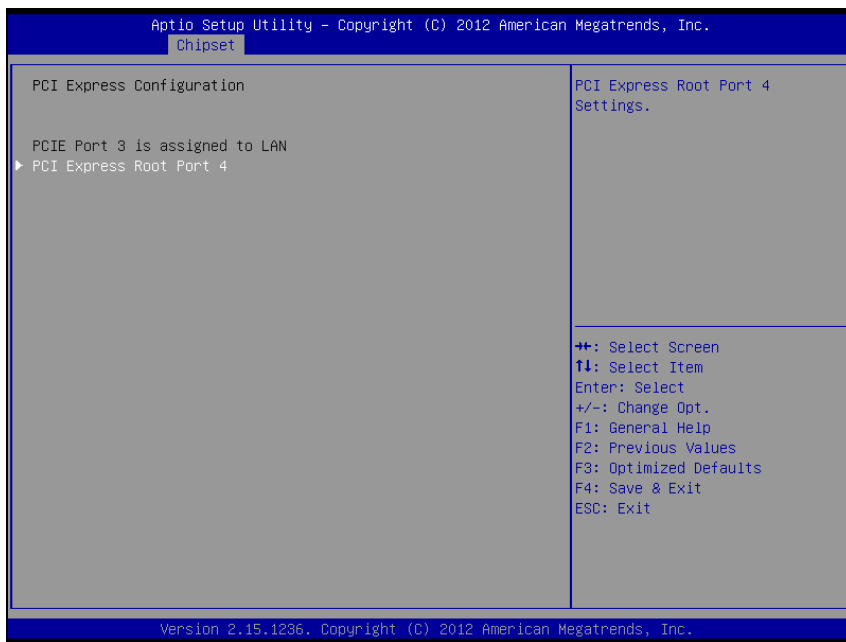 Aptio Setup Utility – Copyright (C) 2012 American Megatrends, Inc.
Chipset
PCI Express Configuration
PCIE Port 3 is assigned to LAN
PCI Express Root Port 4
PCI Express Root Port 4
Settings.
→←: Select Screen
↑↓: Select Item
Enter: Select
+/-: Change Opt.
F1: General Help
F2: Previous Values
F3: Optimized Defaults
F4: Save & Exit
ESC: Exit
Version 2.15.1236. Copyright (C) 2012 American Megatrends, Inc.